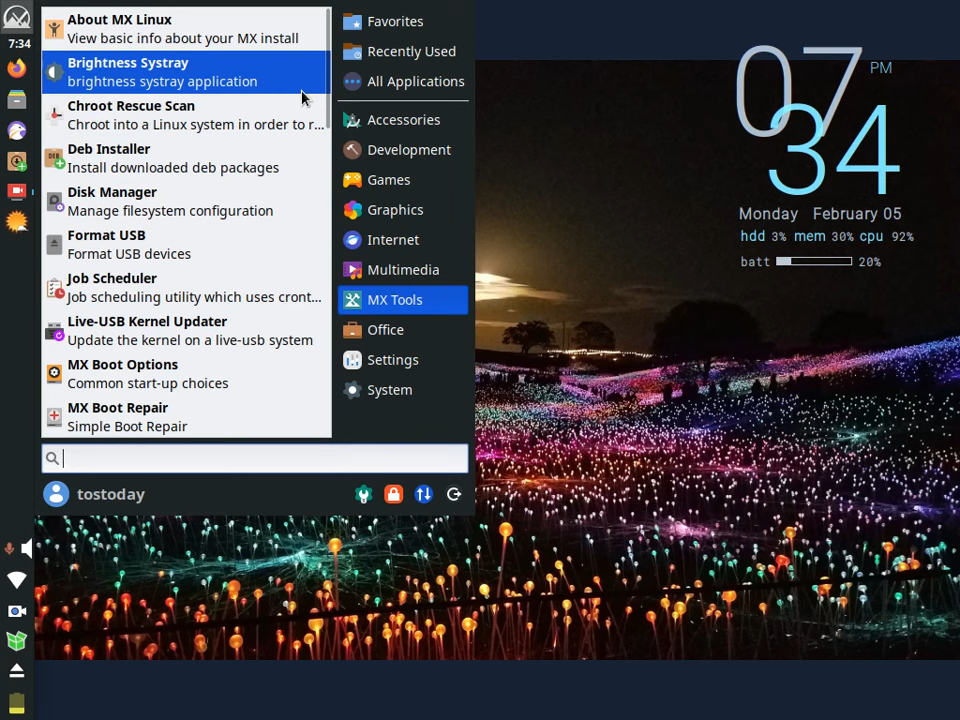 About MX Linux
View basic info about your MX install
Brightness Systray
brightness systray application
Chroot Rescue Scan
Chroot into a Linux system in order to r...
Deb Installer
Install downloaded deb packages
Disk Manager
Manage filesystem configuration
Format USB
Format USB devices
Job Scheduler
Job scheduling utility which uses cront...
Live-USB Kernel Updater
Update the kernel on a live-usb system
MX Boot Options
Common start-up choices
MX Boot Repair
Simple Boot Repair
Favorites
Recently Used
All Applications
Accessories
Development
Games
Graphics
Internet
Multimedia
MX Tools
Office
Settings
System
tostoday
7:34
07 PM
34
Monday February 05
hdd 3% mem 30% cpu 92%
batt 20%